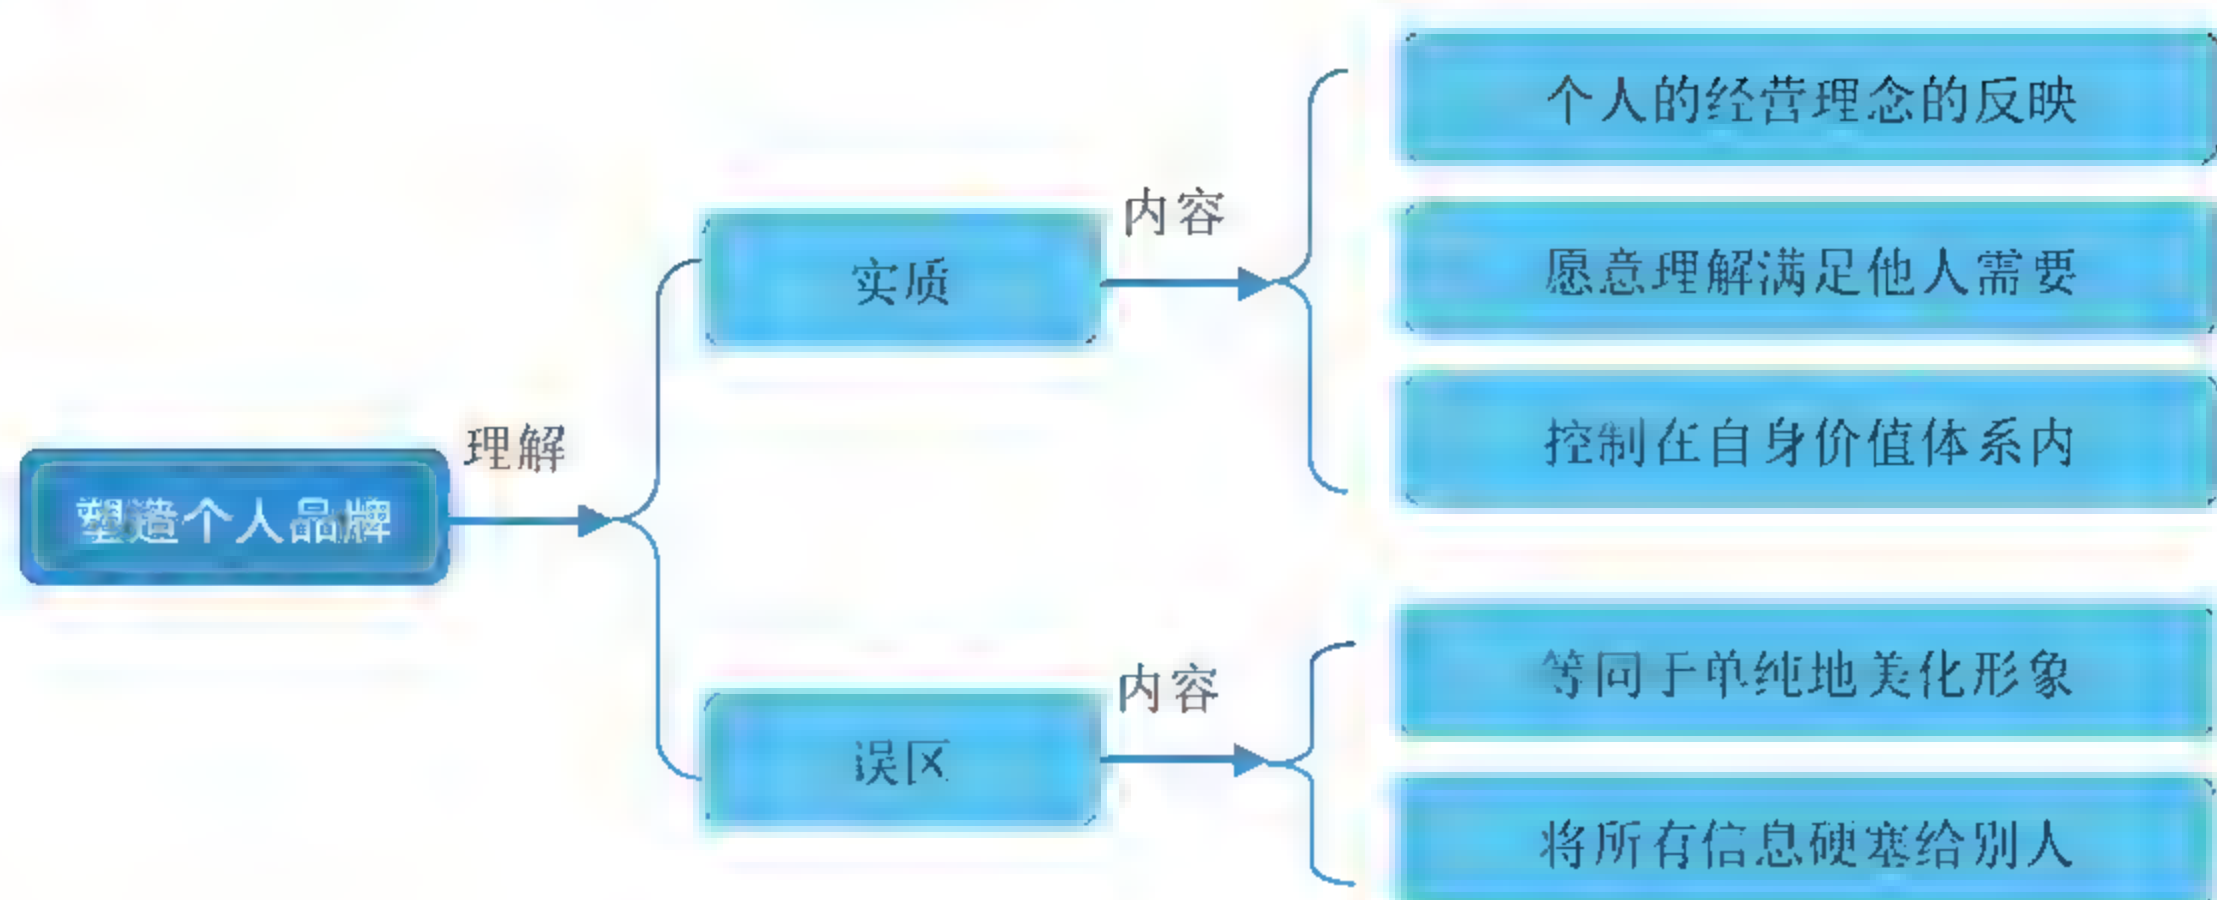 塑造个人品牌
理解
实质
内容
个人的经营理念的反映
愿意理解满足他人需要
控制在自身价值体系内
误区
内容
等同于单纯地美化形象
将所有信息硬塞给别人